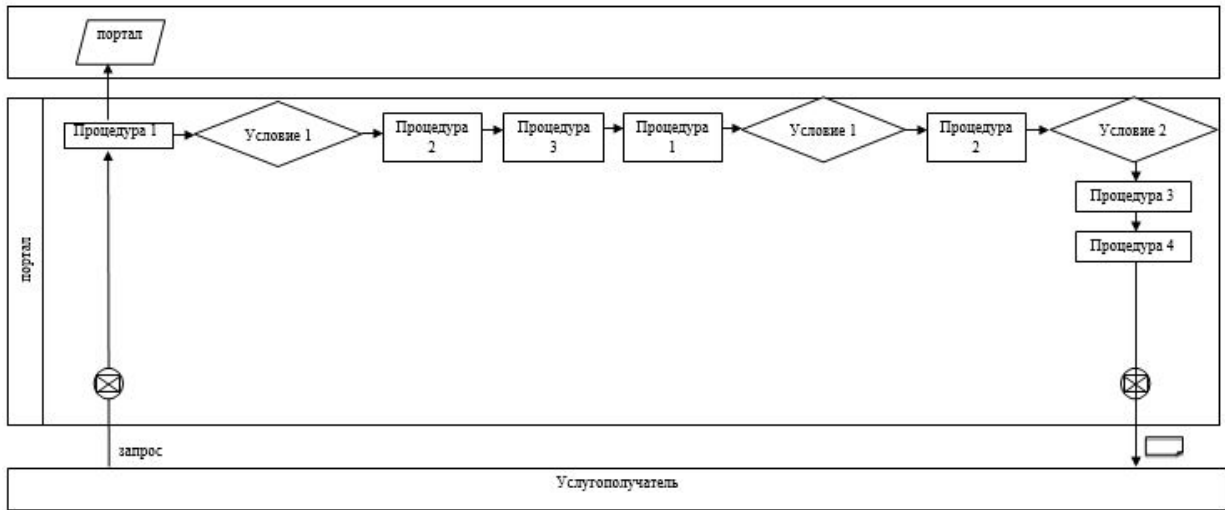 портал
Процедура 1
Условие 1
Процедура
2
Процедура
3
Процедура
1
Условие 1
Процедура
2
Условие 2
Процедура 3
Процедура 4
портал
запрос
Услугополучатель